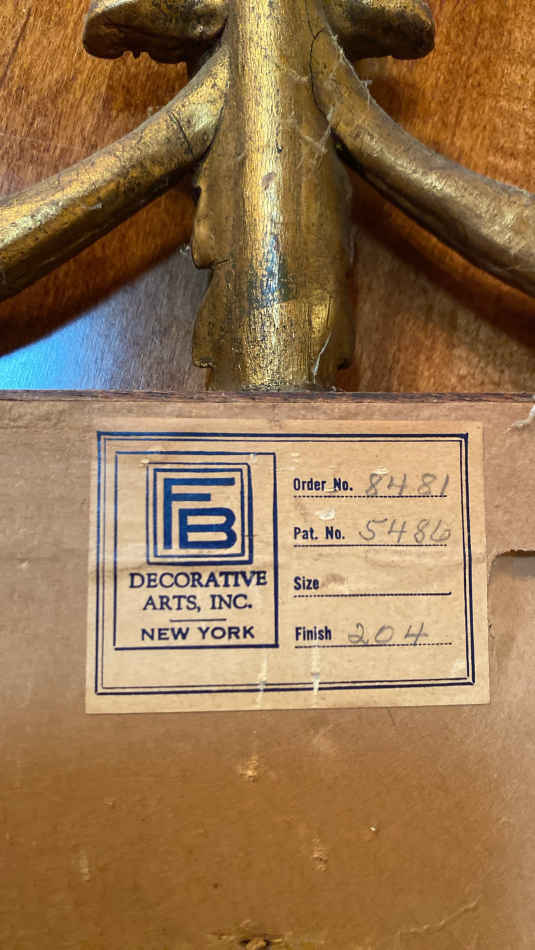 FB
DECORATIVE
ARTS, INC.
NEW YORK
Order No. 8481
Pat. No. 5486
Size
Finish 204